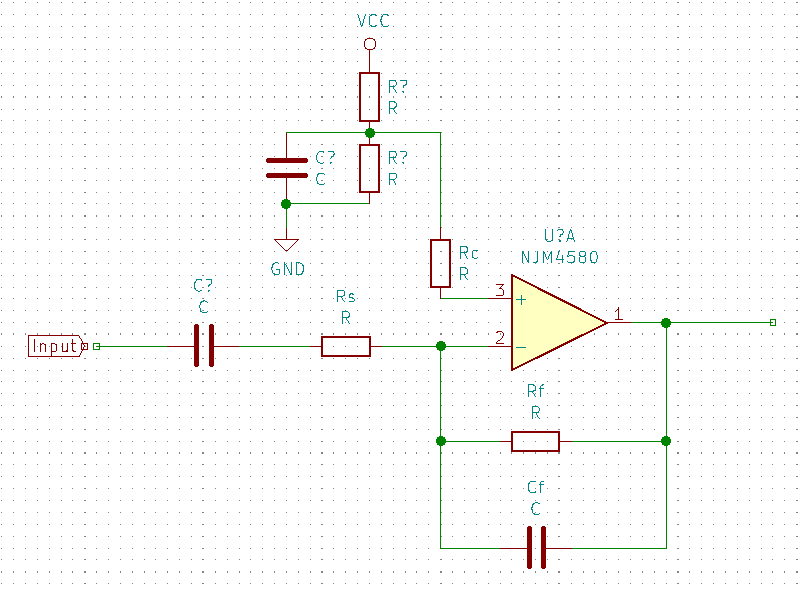 VCC
R?
R
C?
C
R?
R
GND
Rc
R
U?A
NJM4580
3
+
2
−
1
C?
C
Rs
R
Input
Rf
R
Cf
C